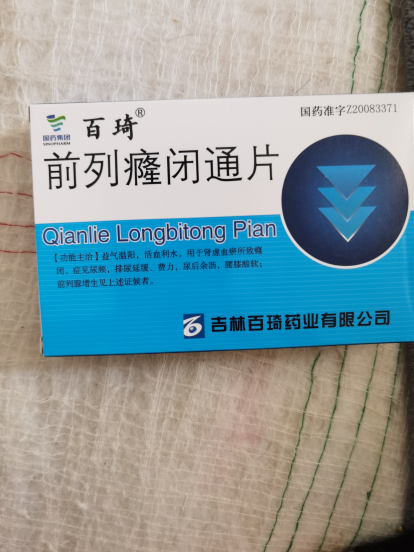 国药准字Z20083371
国药集团
SINOPHARM
百琦®
前列癃闭通片
Qianlie Longbitong Pian
【功能主治】益气温阳，活血利水。用于肾虚血瘀所致癃
闭，症见尿频，排尿延缓、费力，尿后余沥，腰膝酸软；
前列腺增生见上述证候者。
吉林百琦药业有限公司